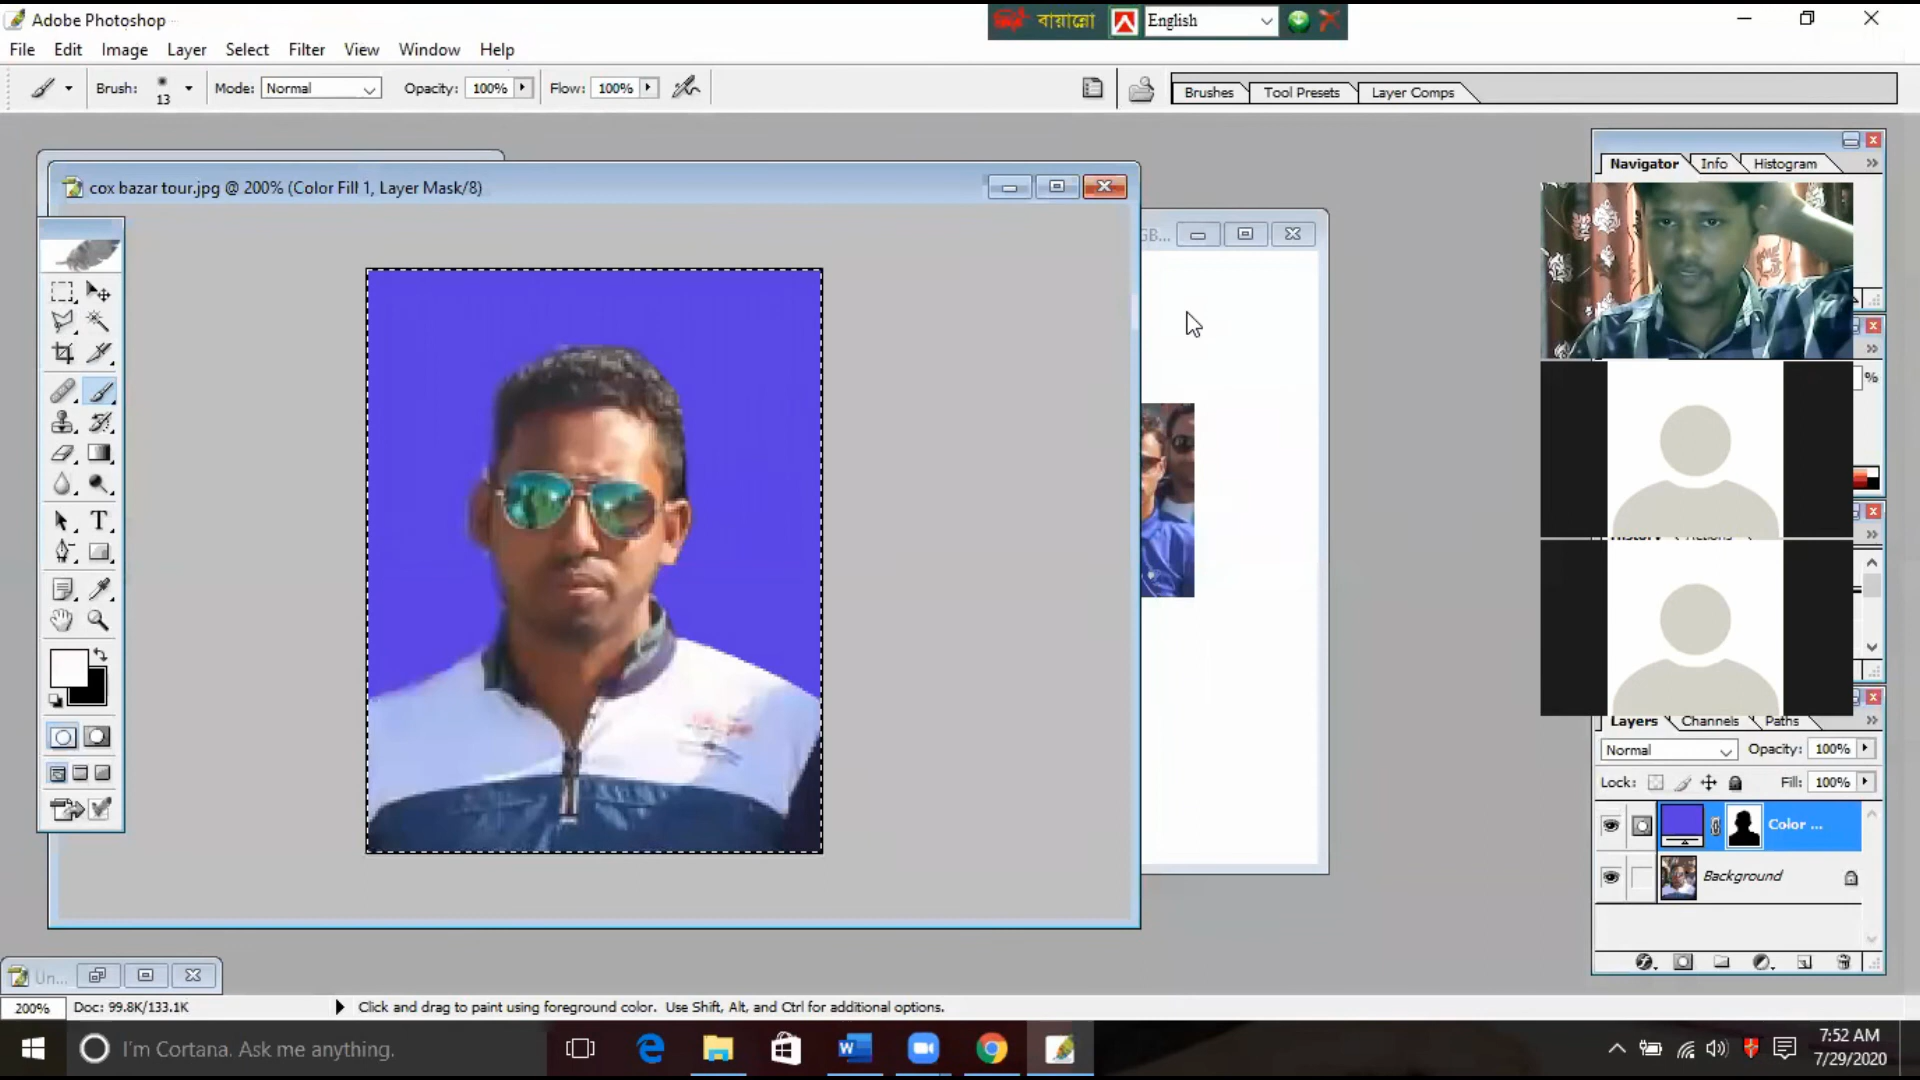 Adobe Photoshop
বায়ান্নো
English
File Edit Image Layer Select Filter View Window Help
Brush: 13 Mode: Normal Opacity: 100% Flow: 100%
Brushes Tool Presets Layer Comps
Navigator Info Histogram
cox bazar tour.jpg @ 200% (Color Fill 1, Layer Mask/8)
GB...
%
T
Layers Channels Paths
Normal Opacity: 100%
Lock: Fill: 100%
Color ...
Background
Un...
200% Doc: 99.8K/133.1K Click and drag to paint using foreground color. Use Shift, Alt, and Ctrl for additional options.
I'm Cortana. Ask me anything.
7:52 AM
7/29/2020